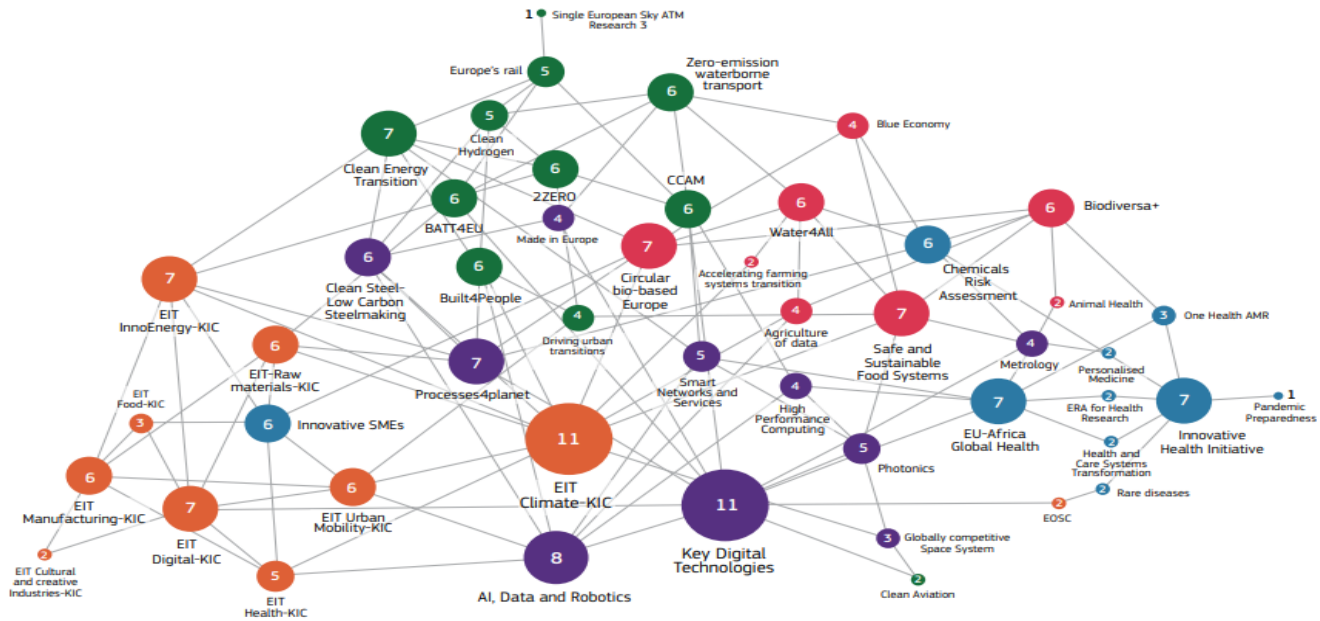 1 Single European Sky ATM
Research 3
Europe's rail 5
Zero-emission
waterborne
transport
6
5
Clean
Hydrogen
7
Clean Energy
Transition
4 Blue Economy
6
2ZERO
CCAM
6
6
BATT4EU
4
Made in Europe
6
Water4All
6 Biodiversa+
7
Circular
bio-based
Europe
6
Chemicals
Risk
Assessment
6
Clean Steel-
Low Carbon
Steelmaking
6
Built4People
2
Accelerating farming
systems transition
7
EIT
InnoEnergy-KIC
2 Animal Health
4
Driving urban
transitions
4
Agriculture
of data
7
Safe and
Sustainable
Food Systems
3 One Health AMR
6
EIT-Raw
materials-KIC
7
Processes4planet
5
Smart
Networks and
Services
4
Metrology
2
Personalised
Medicine
4
High
Performance
Computing
7
EU-Africa
Global Health
2
ERA for Health
Research
7
Innovative
Health Initiative
1
Pandemic
Preparedness
EIT
Food-KIC
3
6 Innovative SMEs
11
EIT
Climate-KIC
5
Photonics
2
Health and
Care Systems
Transformation
6
EIT
Manufacturing-KIC
6
EIT Urban
Mobility-KIC
2 Rare diseases
7
EIT
Digital-KIC
11
Key Digital
Technologies
2
EOSC
3 Globally competitive
Space System
2
EIT Cultural
and creative
Industries-KIC
5
EIT
Health-KIC
8
AI, Data and Robotics
2
Clean Aviation